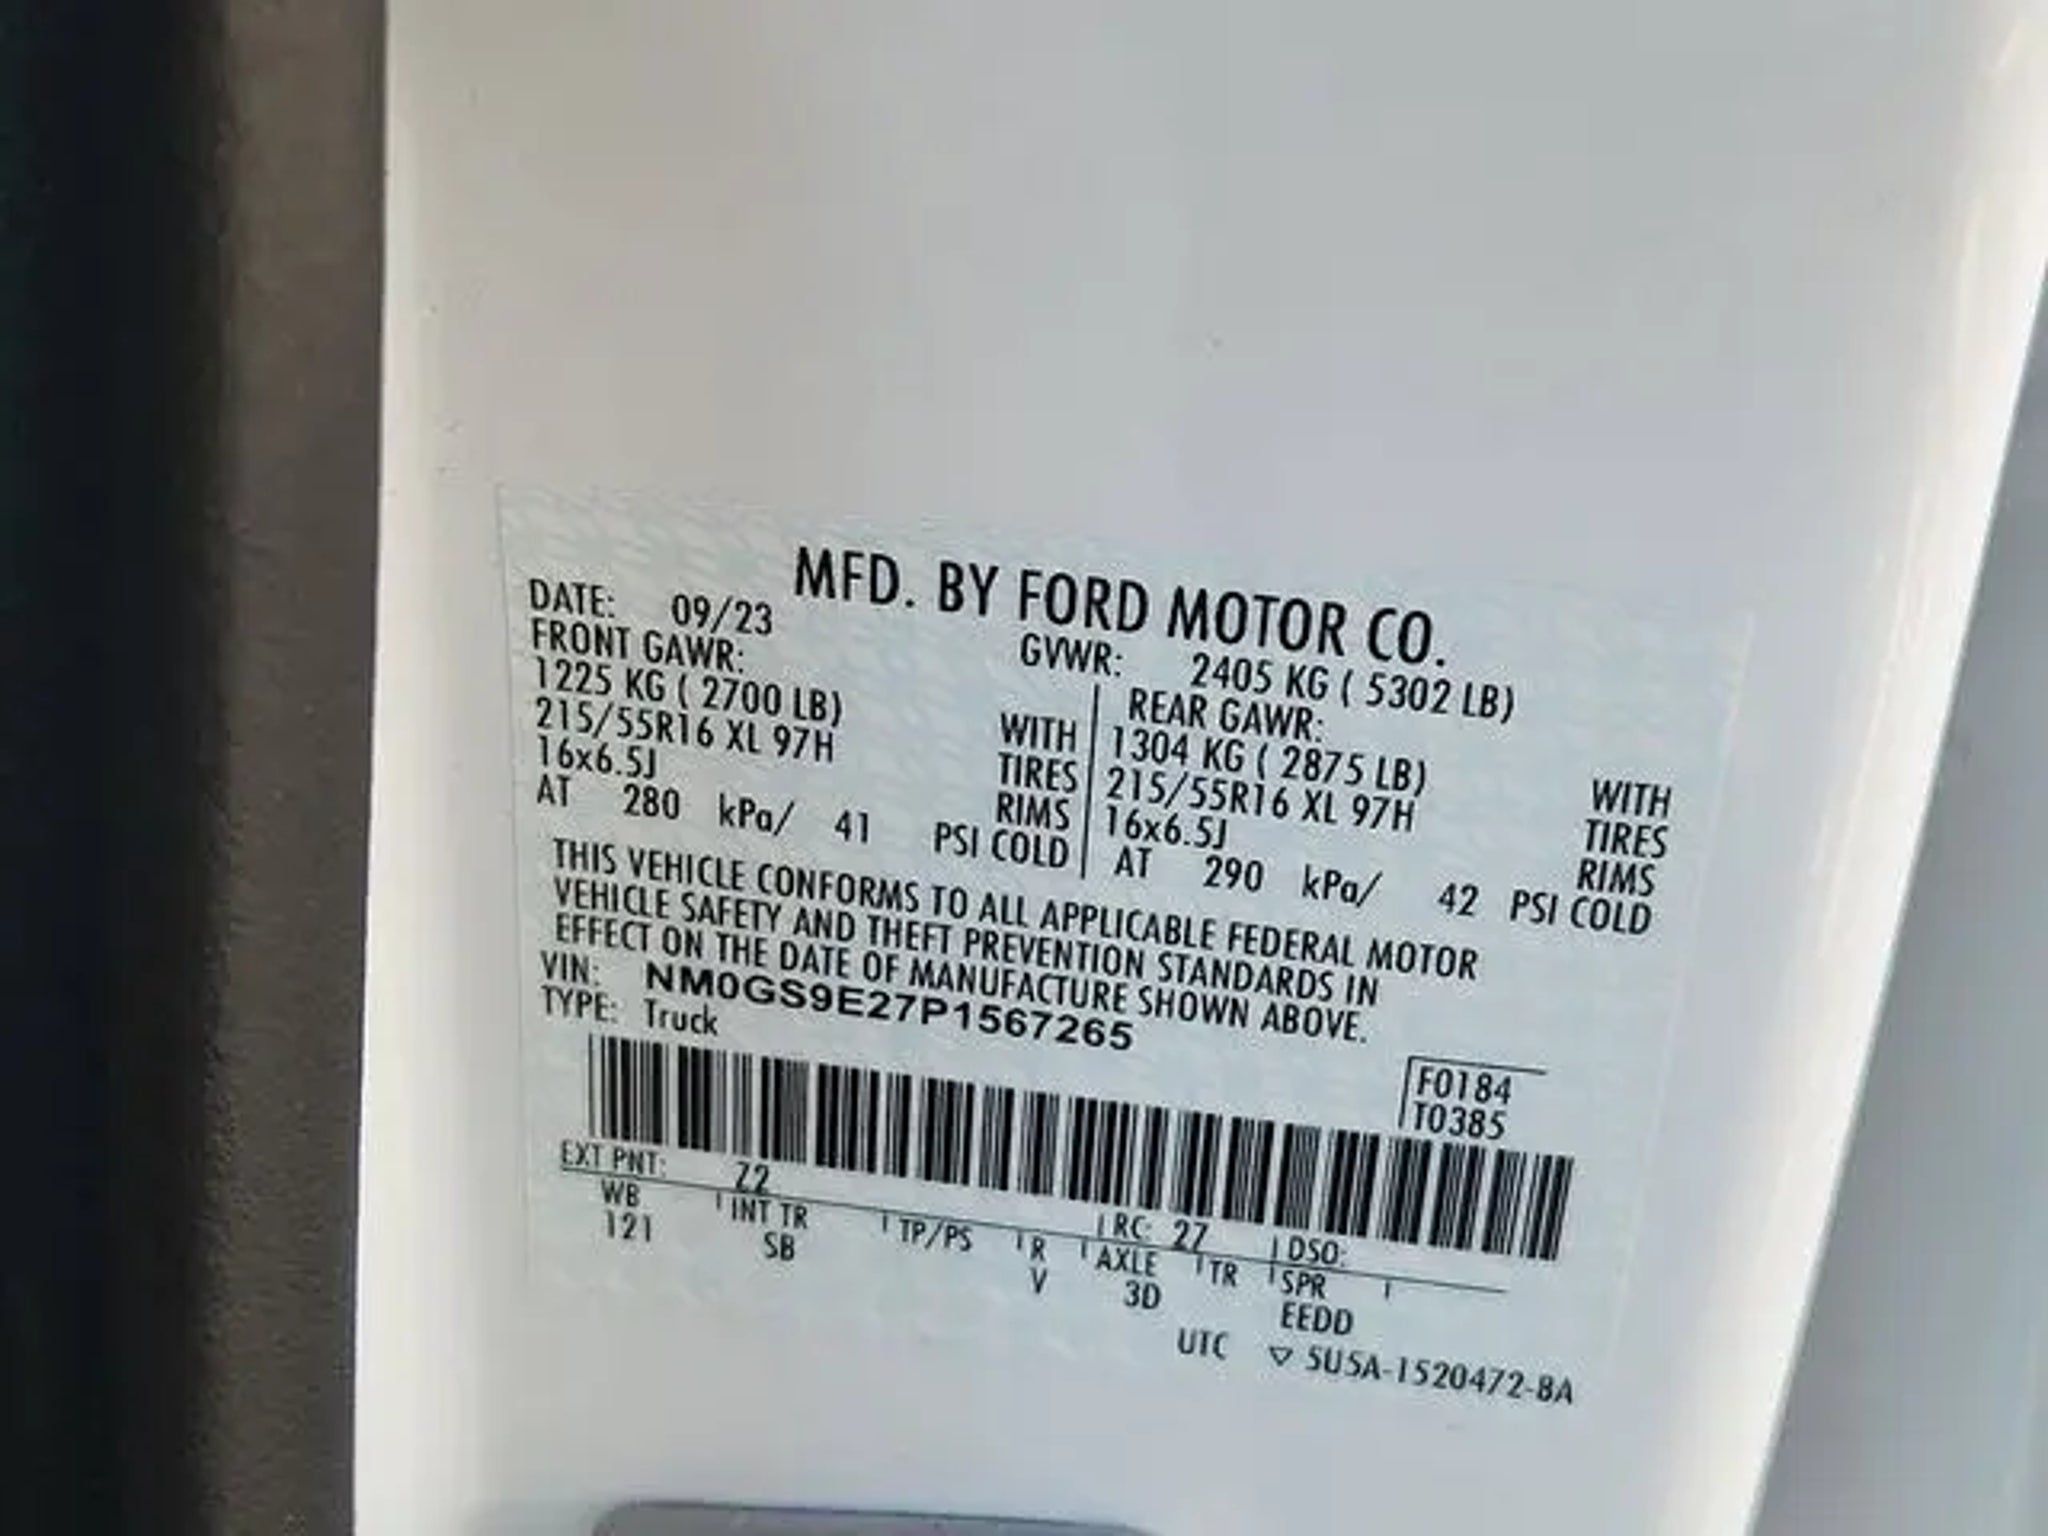 MFD. BY FORD MOTOR CO.
DATE: 09/23 GVWR: 2405 KG ( 5302 LB)
FRONT GAWR: REAR GAWR:
1225 KG ( 2700 LB) WITH 1304 KG ( 2875 LB) WITH
215/55R16 XL 97H TIRES 215/55R16 XL 97H TIRES
16x6.5J RIMS 16x6.5J RIMS
AT 280 kPa/ 41 PSI COLD AT 290 kPa/ 42 PSI COLD
THIS VEHICLE CONFORMS TO ALL APPLICABLE FEDERAL MOTOR
VEHICLE SAFETY AND THEFT PREVENTION STANDARDS IN
EFFECT ON THE DATE OF MANUFACTURE SHOWN ABOVE.
VIN: NM0GS9E27P1567265
TYPE: Truck
F0184
T0385
EXT PNT: Z2 RC: 27 DSO:
WB INT TR TP/PS R AXLE TR SPR
121 SB V 3D EEDD
UTC ▽ 5U5A-1520472-BA